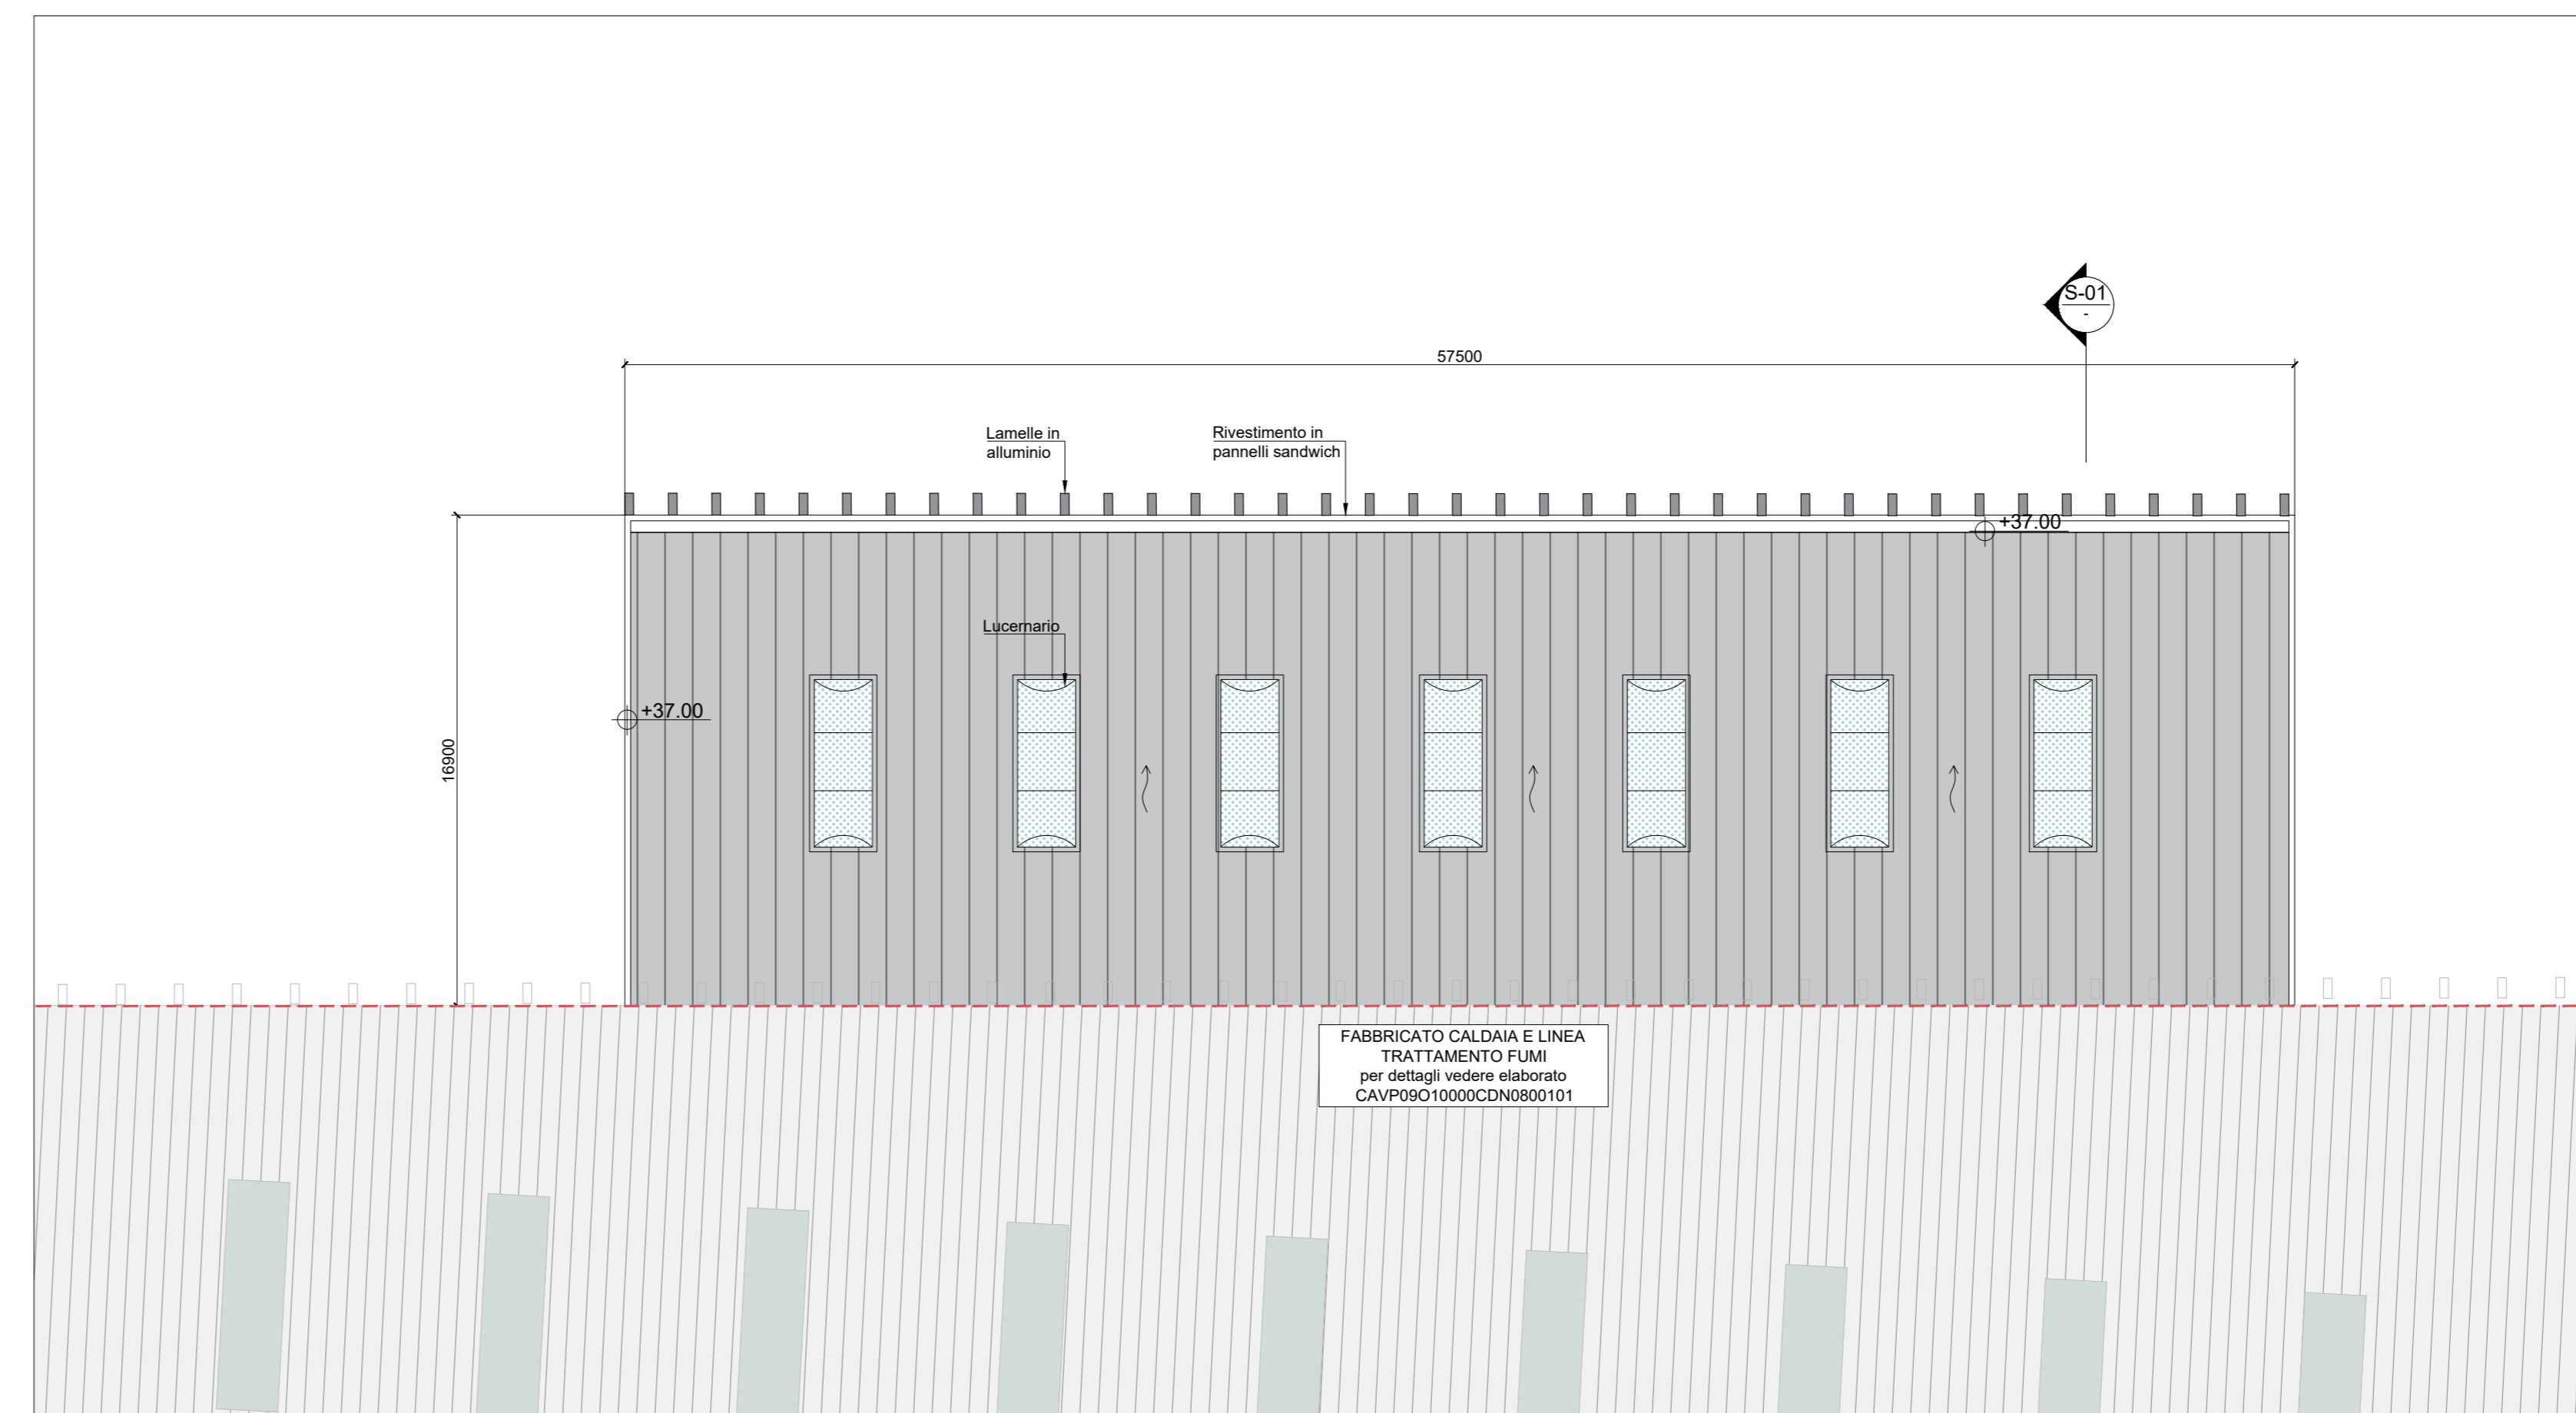 S-01
-
57500
Lamelle in
alluminio
Rivestimento in
pannelli sandwich
+37.00
Lucernario
+37.00
16900
FABBRICATO CALDAIA E LINEA
TRATTAMENTO FUMI
per dettagli vedere elaborato
CAVP09O10000CDN0800101